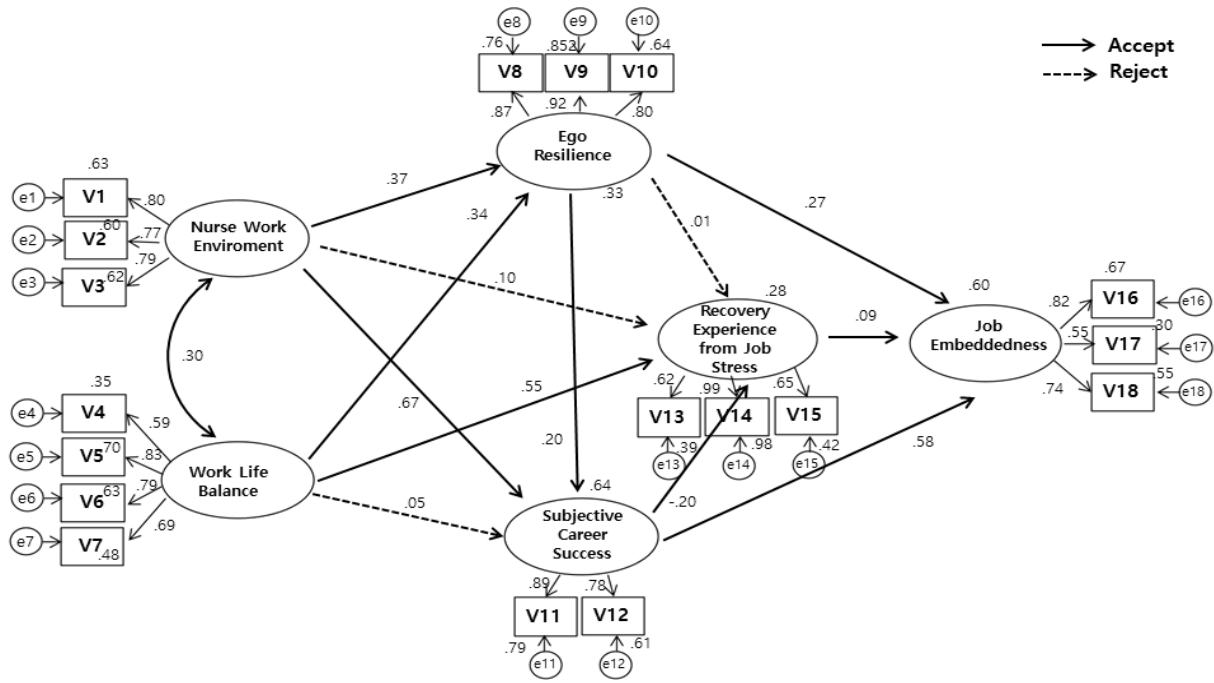 e8
e9
e10
.76
.852
.64
V8
V9
V10
.87
.92
.80
Ego
Resilience
.33
Accept
Reject
.63
e1
V1
.80
e2
V2
.60
.77
e3
V3
.62
.79
Nurse Work
Enviroment
.37
.34
.10
.01
.27
.30
.67
.55
.20
.05
-.20
.09
.58
.35
e4
V4
.59
e5
V5
.70
.83
e6
V6
.63
.79
e7
V7
.48
.69
Work Life
Balance
.28
Recovery
Experience
from Job
Stress
.62
.99
.65
V13
V14
V15
.39
.98
.42
e13
e14
e15
.64
Subjective
Career
Success
.89
.78
V11
V12
.79
.61
e11
e12
.60
Job
Embeddedness
.67
.82
V16
e16
.55
V17
.30
e17
.74
V18
.55
e18